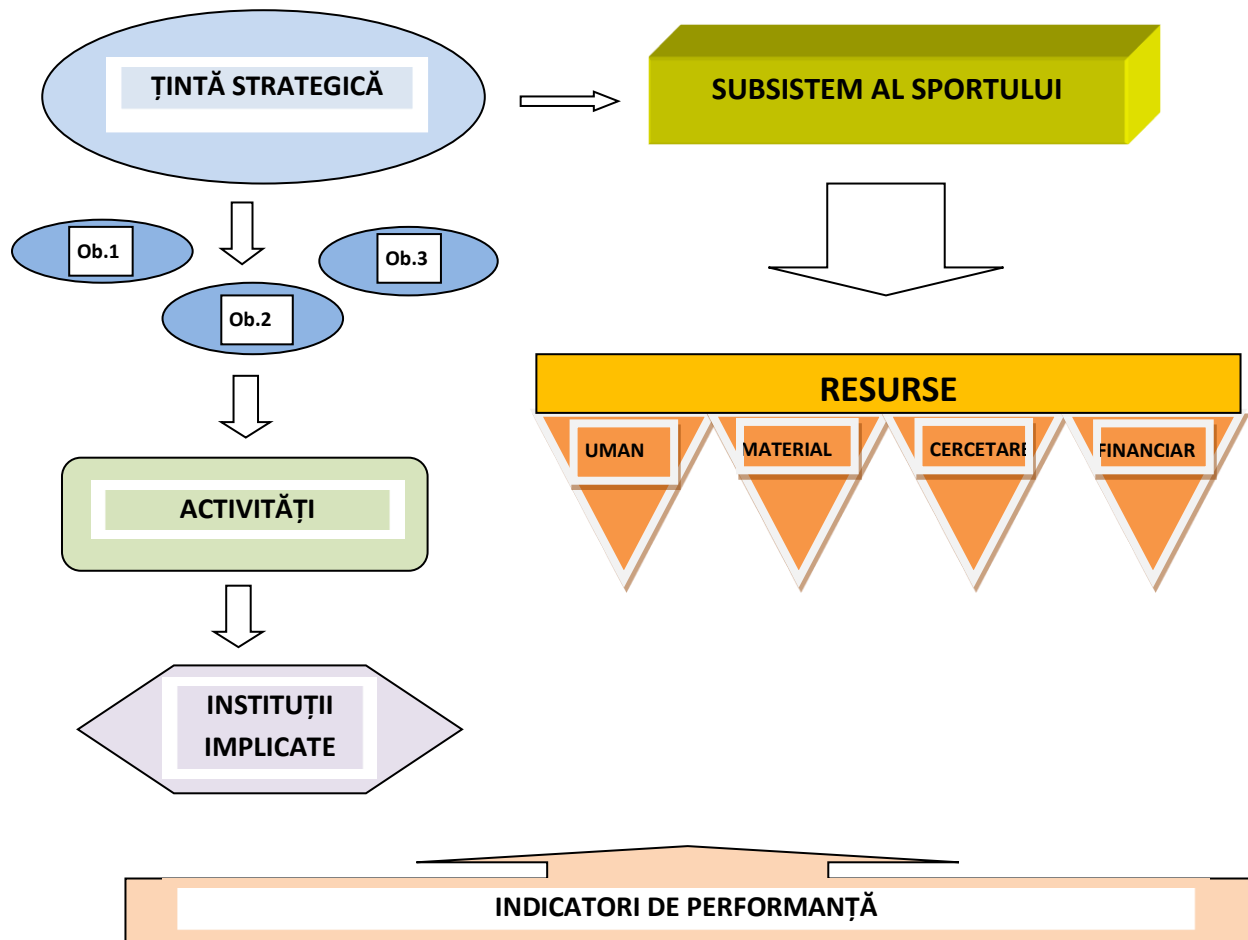 ȚINTĂ STRATEGICĂ
SUBSISTEM AL SPORTULUI
Ob.1
Ob.3
Ob.2
RESURSE
UMAN
MATERIAL
CERCETARE
FINANCIAR
ACTIVITĂȚI
INSTITUȚII
IMPLICATE
INDICATORI DE PERFORMANȚĂ